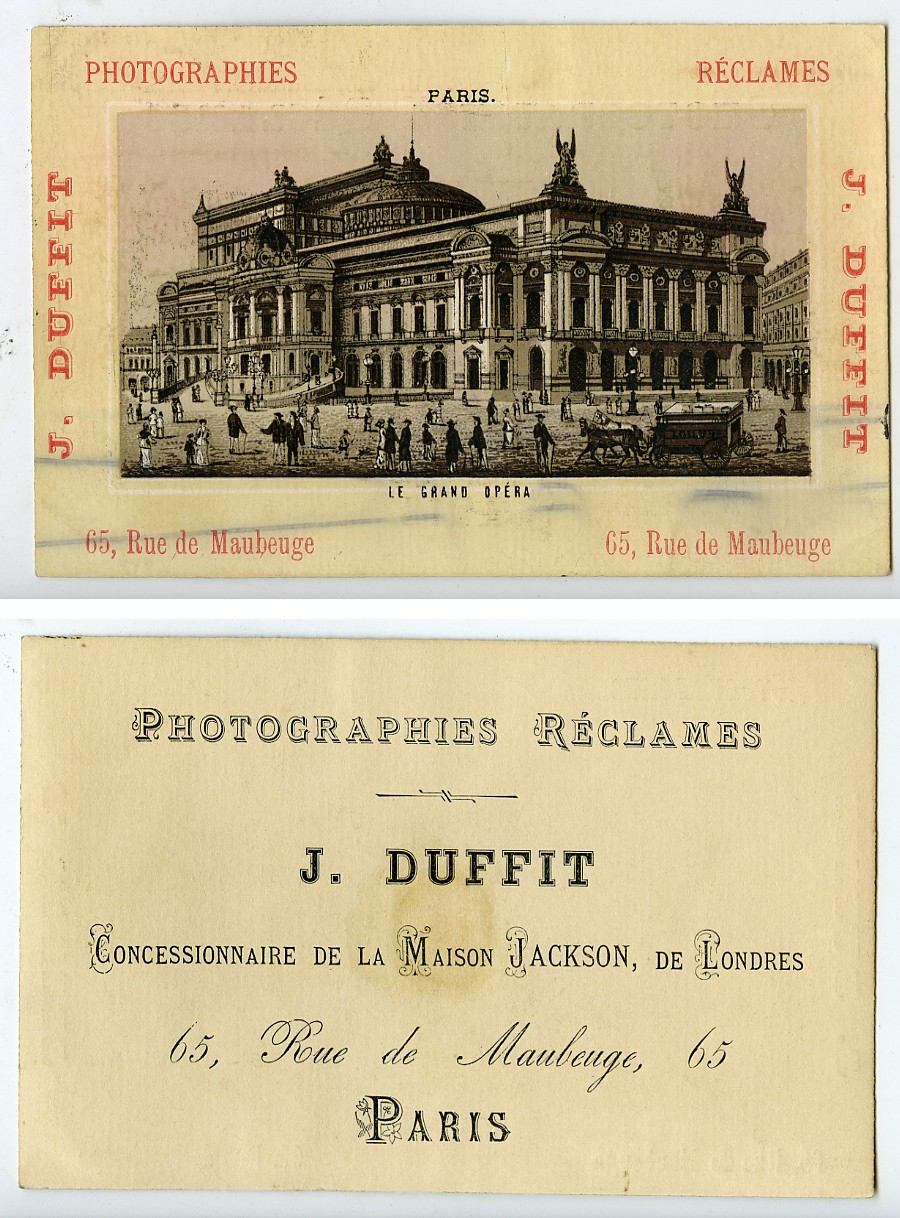 PHOTOGRAPHIES RÉCLAMES
PARIS.
J. DUFFIT
J. DUFFIT
LE GRAND OPÉRA
65, Rue de Maubeuge 65, Rue de Maubeuge
PHOTOGRAPHIES RÉCLAMES
J. DUFFIT
CONCESSIONNAIRE DE LA MAISON JACKSON, DE LONDRES
65, Rue de Maubeuge, 65
PARIS